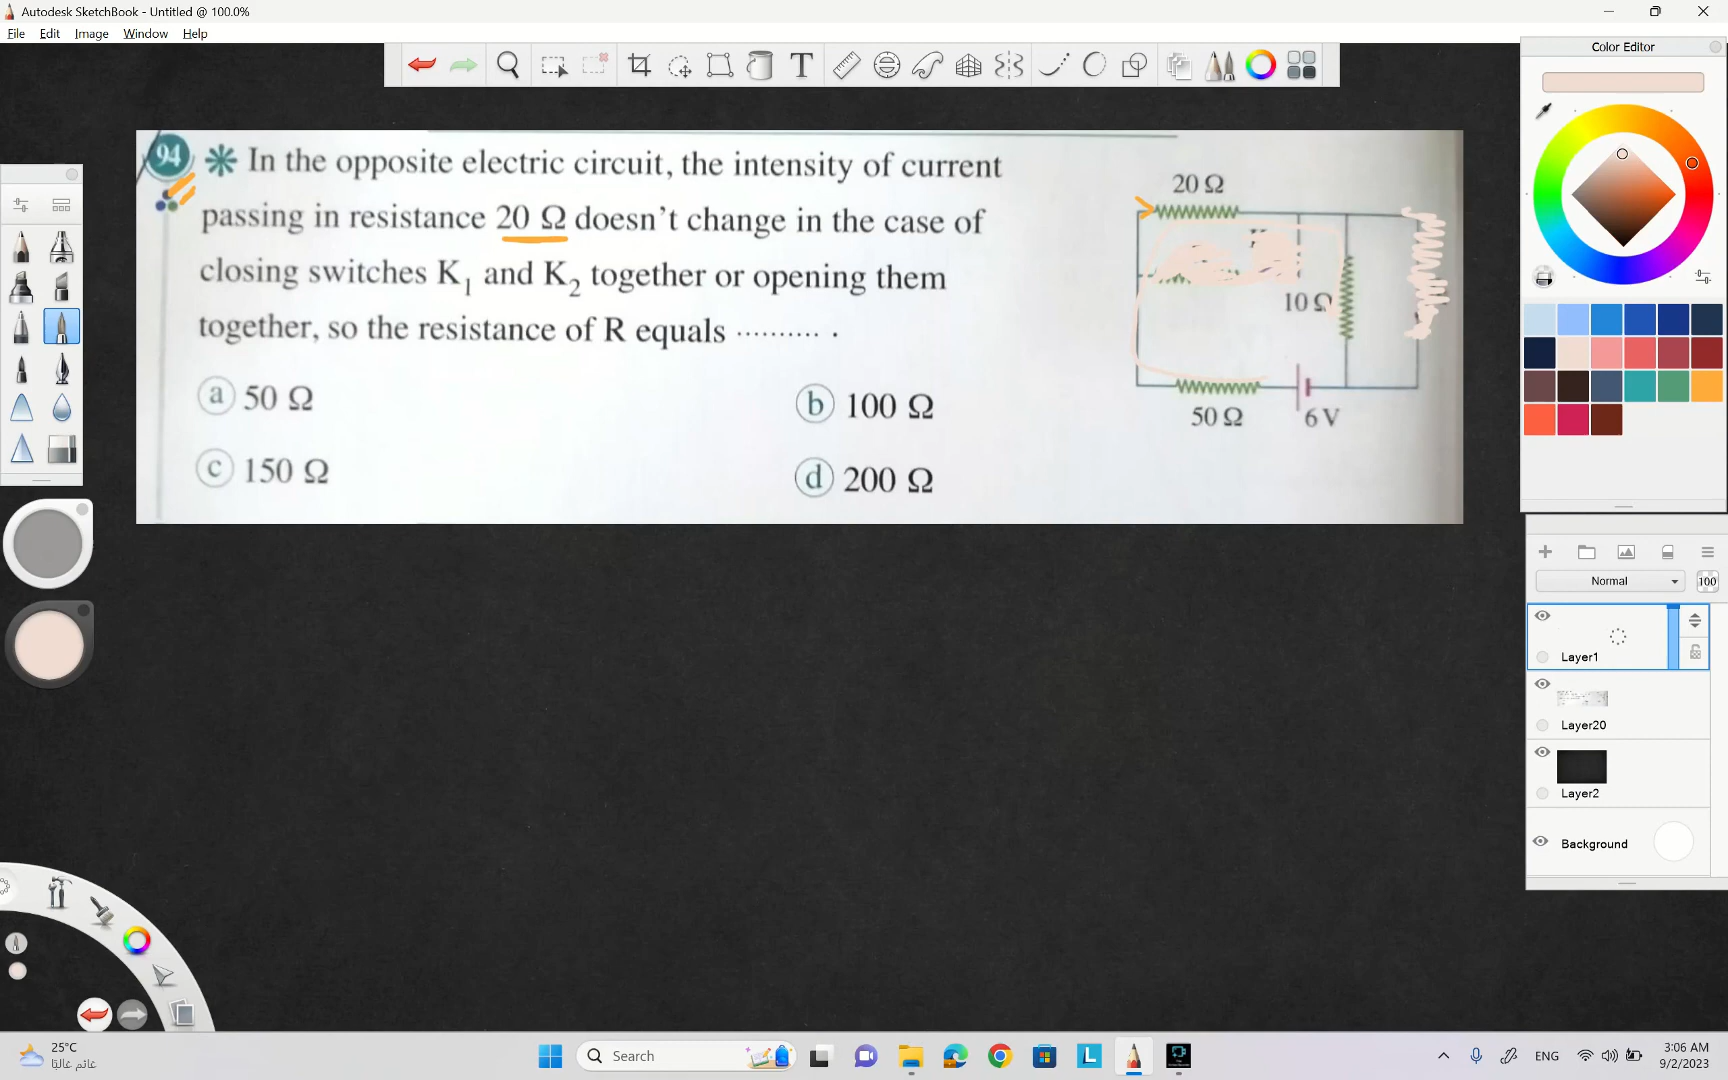 Autodesk SketchBook - Untitled @ 100.0%
File Edit Image Window Help
Color Editor
94 In the opposite electric circuit, the intensity of current
passing in resistance 20 Ω doesn't change in the case of
closing switches K1 and K2 together or opening them
together, so the resistance of R equals .......... .
a 50 Ω
b 100 Ω
c 150 Ω
d 200 Ω
20 Ω
10 Ω
50 Ω
6 V
Normal
100
Layer1
Layer20
Layer2
Background
25°C
غائم غالبًا
Search
L
ENG
3:06 AM
9/2/2023